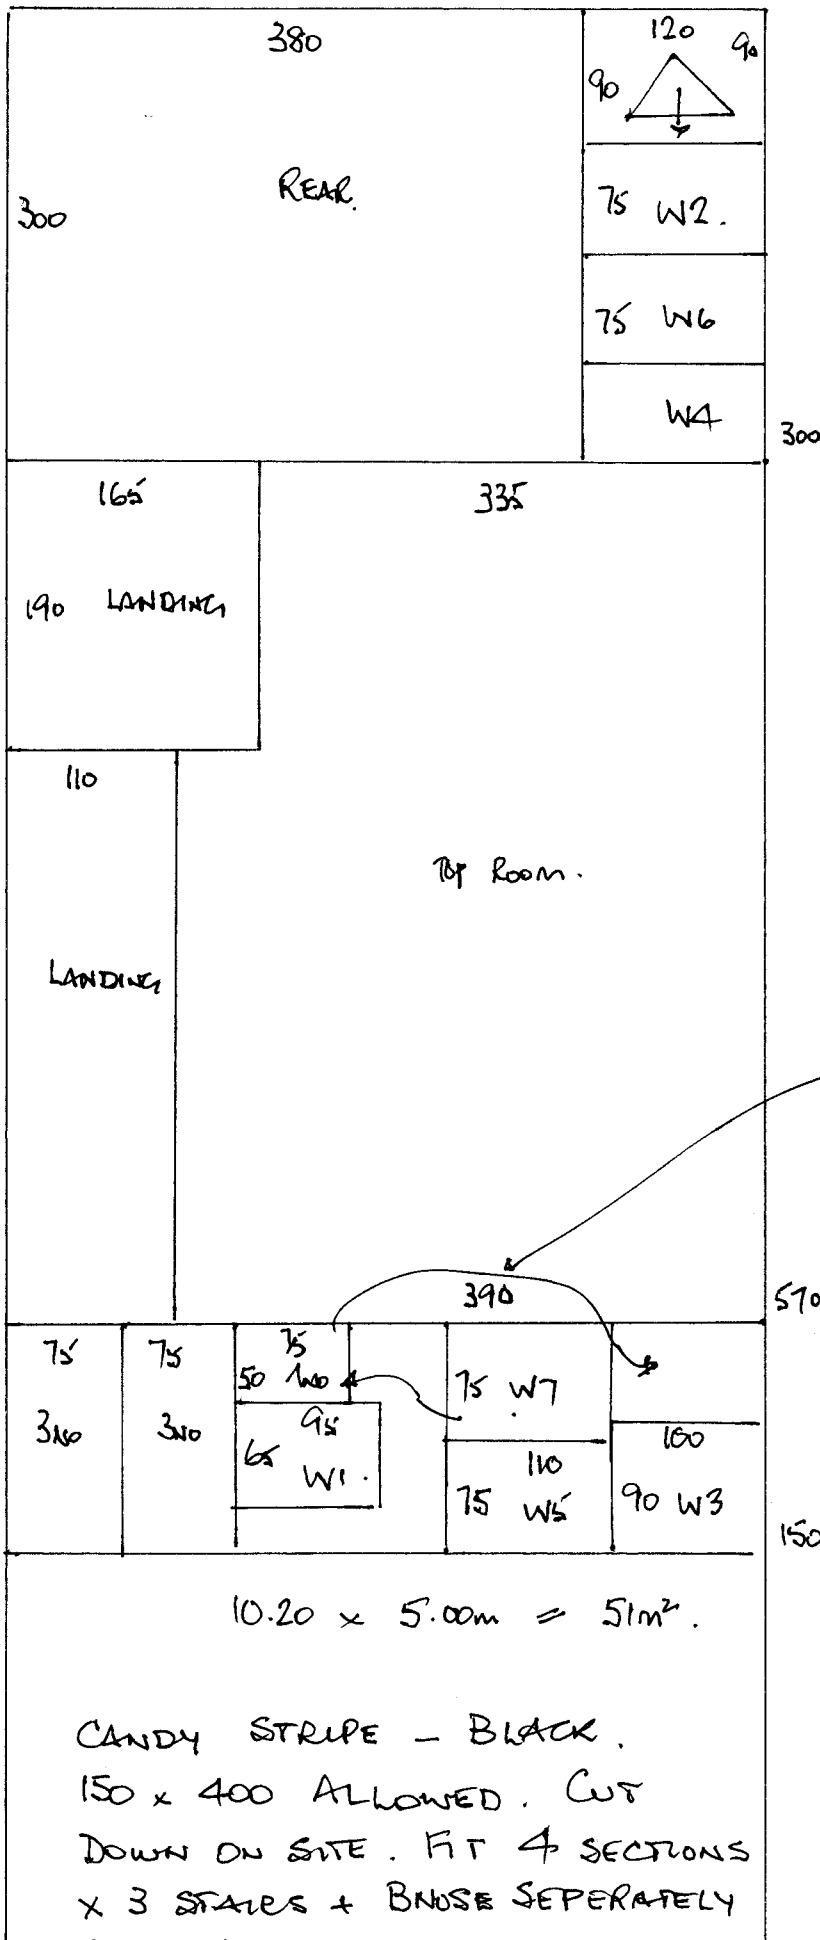 380
120
90
90
REAR.
300
75 W2.
75 W6
W4
300
165
335
190 LANDING
110
TOP ROOM.
LANDING
390
570
75
75
75
50 1NO
75 W7
3NO
3NO
95
65 W1.
110
75 W5
100
90 W3
150
10.20 x 5.00m = 51m².
CANDY STRIPE - BLACK.
150 x 400 ALLOWED. CUT
DOWN ON SITE. FIT 4 SECTIONS
x 3 STAIRS + BNOSE SEPERATELY